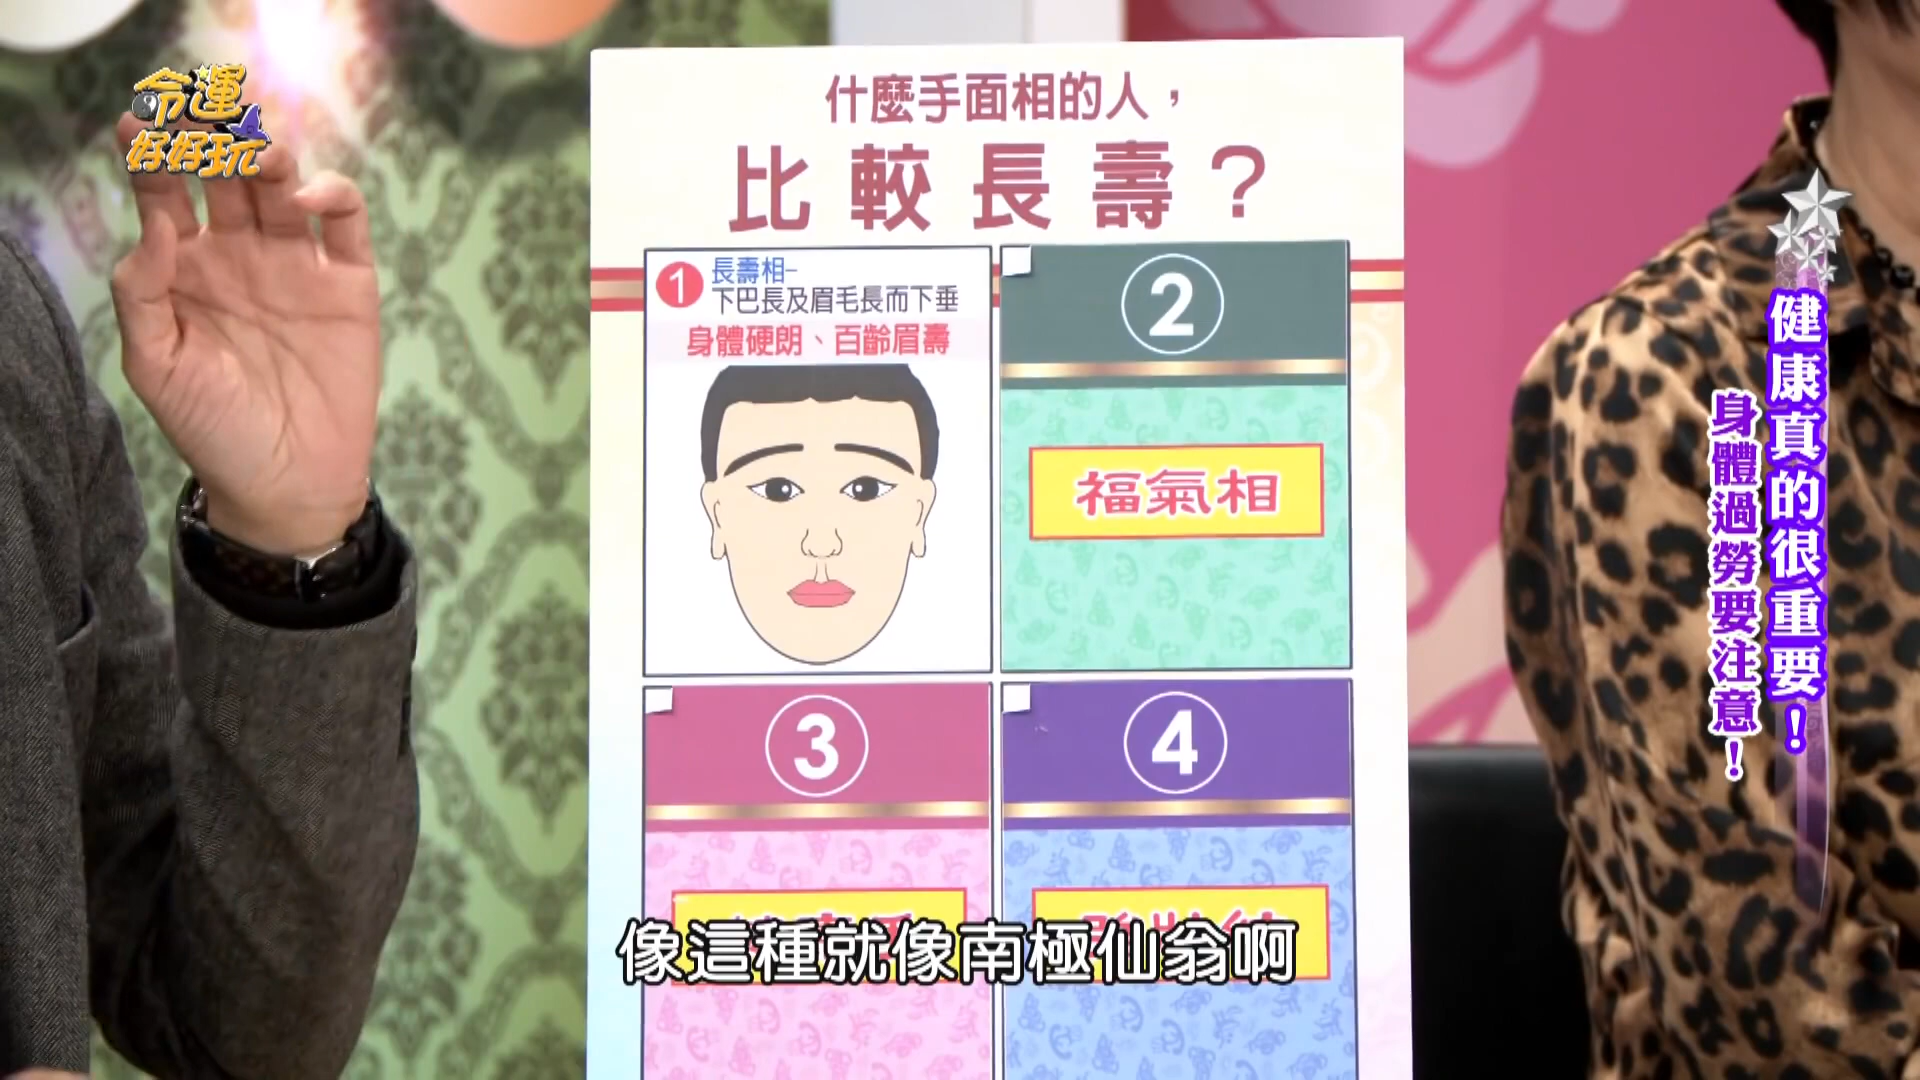 命運
好好玩
什麼手面相的人，
比較長壽？
1 長壽相-
下巴長及眉毛長而下垂
身體硬朗、百齡眉壽
2
福氣相
3
4
健康真的很重要！
身體過勞要注意！
像這種就像南極仙翁啊